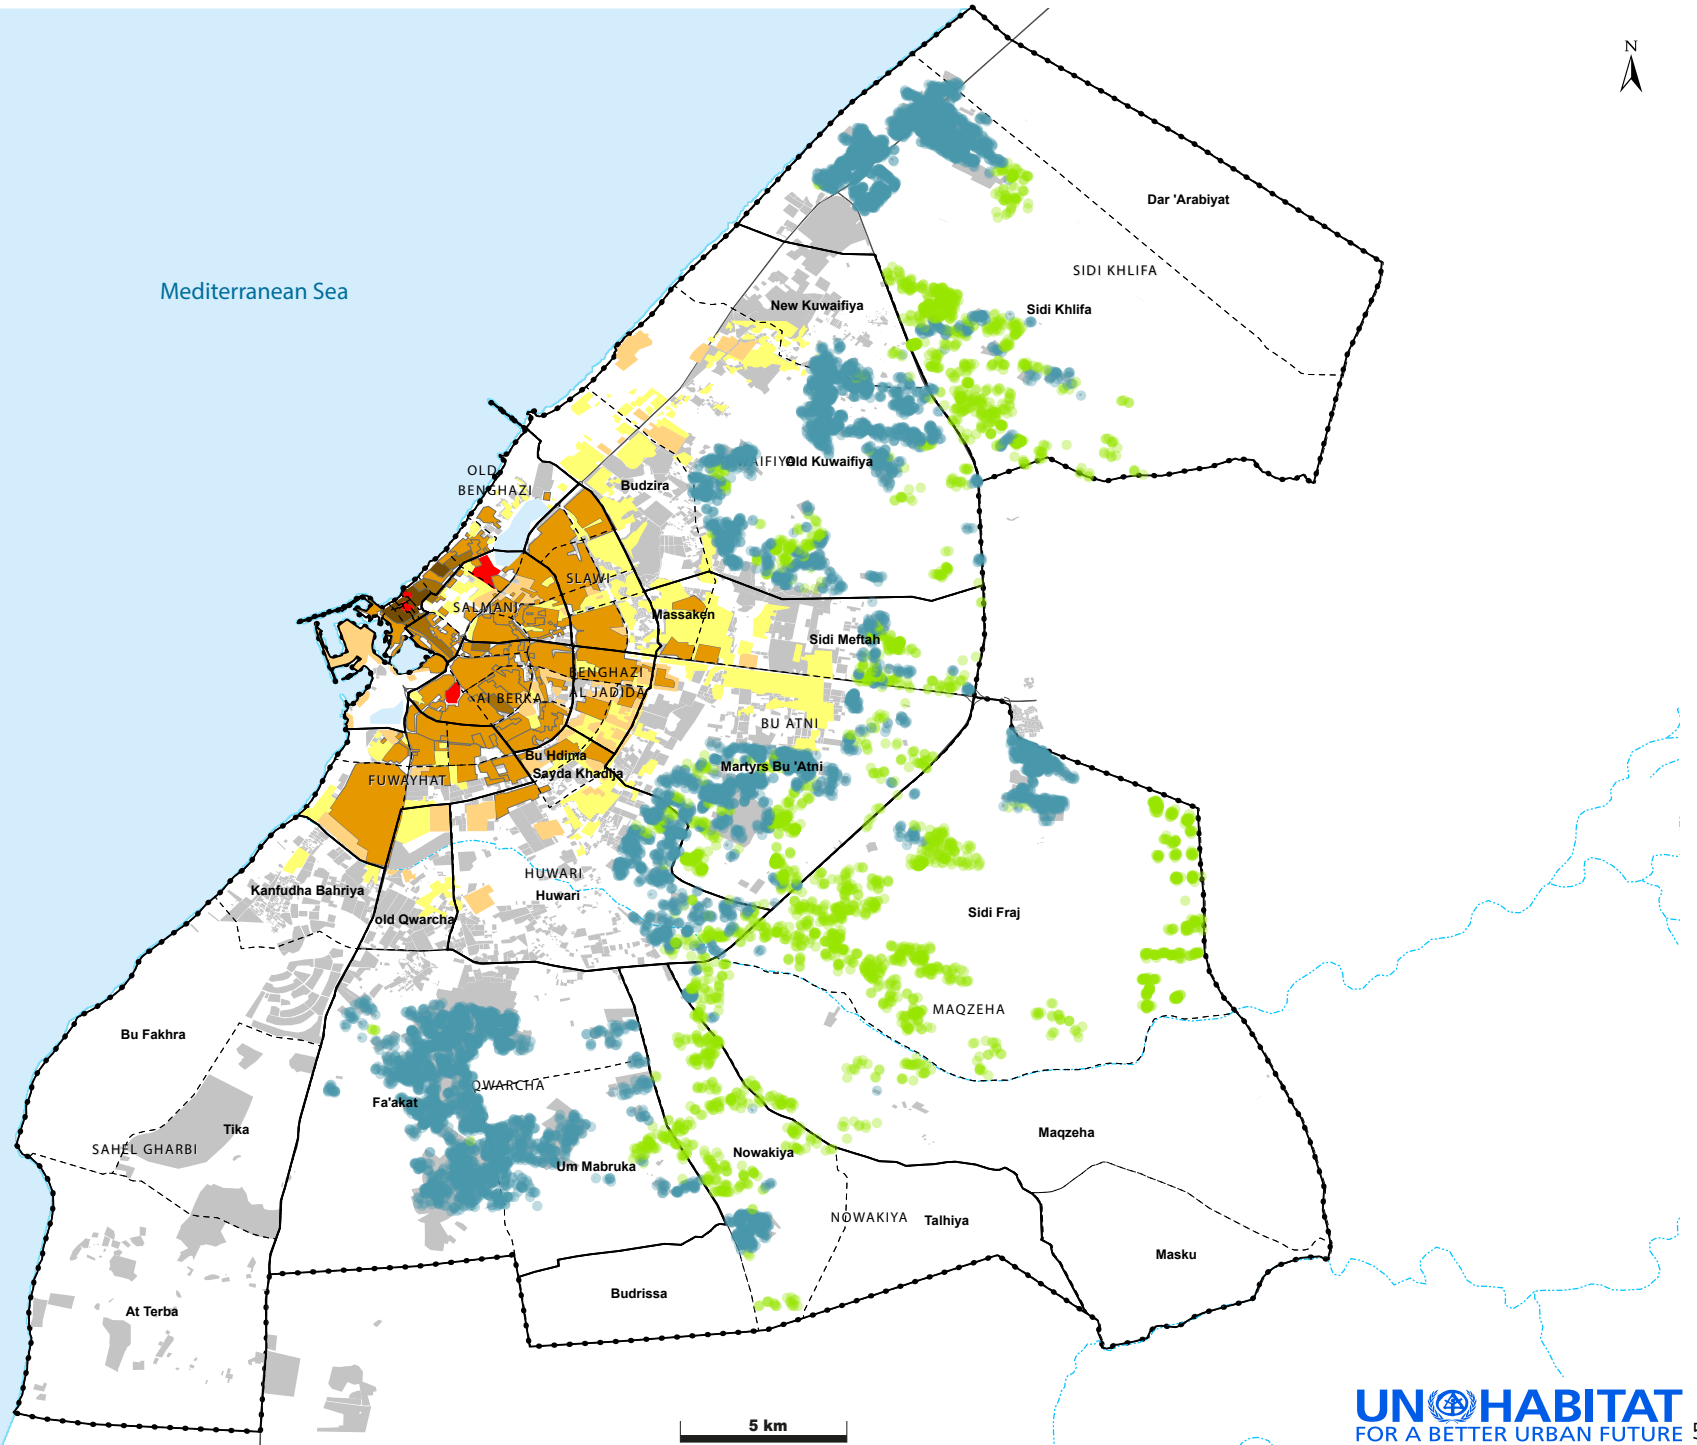 N
Dar 'Arabiyat
SIDI KHLIFA
Mediterranean Sea
New Kuwaifiya
Sidi Khlifa
OLD
BENGHAZI
Old Kuwaifiya
Budzira
SLAWI
SALMANI
Massaken
Sidi Meftah
BENGHAZI
AL JADIDA
Al BERKA
BU ATNI
Bu Hdima
Sayda Khadija
Martyrs Bu 'Atni
FUWAYHAT
HUWARI
Huwari
Kanfudha Bahriya
old Qwarcha
Sidi Fraj
MAQZEHA
Bu Fakhra
QWARCHA
Fa'akat
Tika
SAHEL GHARBI
Maqzeha
Nowakiya
Um Mabruka
NOWAKIYA
Talhiya
Masku
Budrissa
At Terba
5 km
UN HABITAT
FOR A BETTER URBAN FUTURE